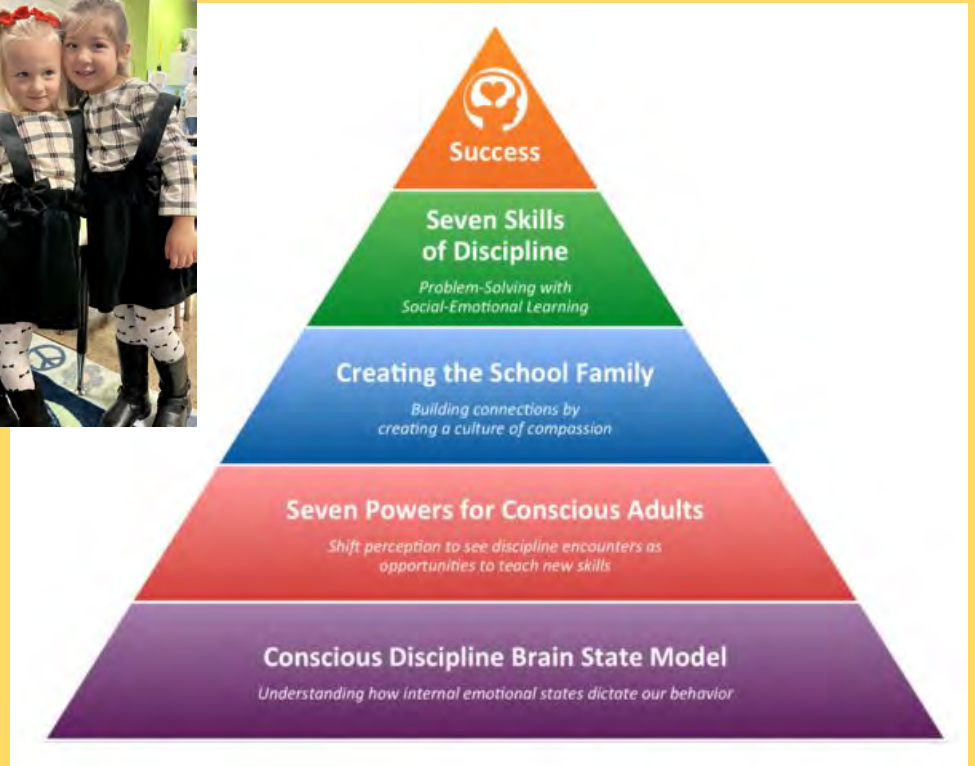 Success
Seven Skills
of Discipline
Problem-Solving with
Social-Emotional Learning
Creating the School Family
Building connections by
creating a culture of compassion
Seven Powers for Conscious Adults
Shift perception to see discipline encounters as
opportunities to teach new skills
Conscious Discipline Brain State Model
Understanding how internal emotional states dictate our behavior